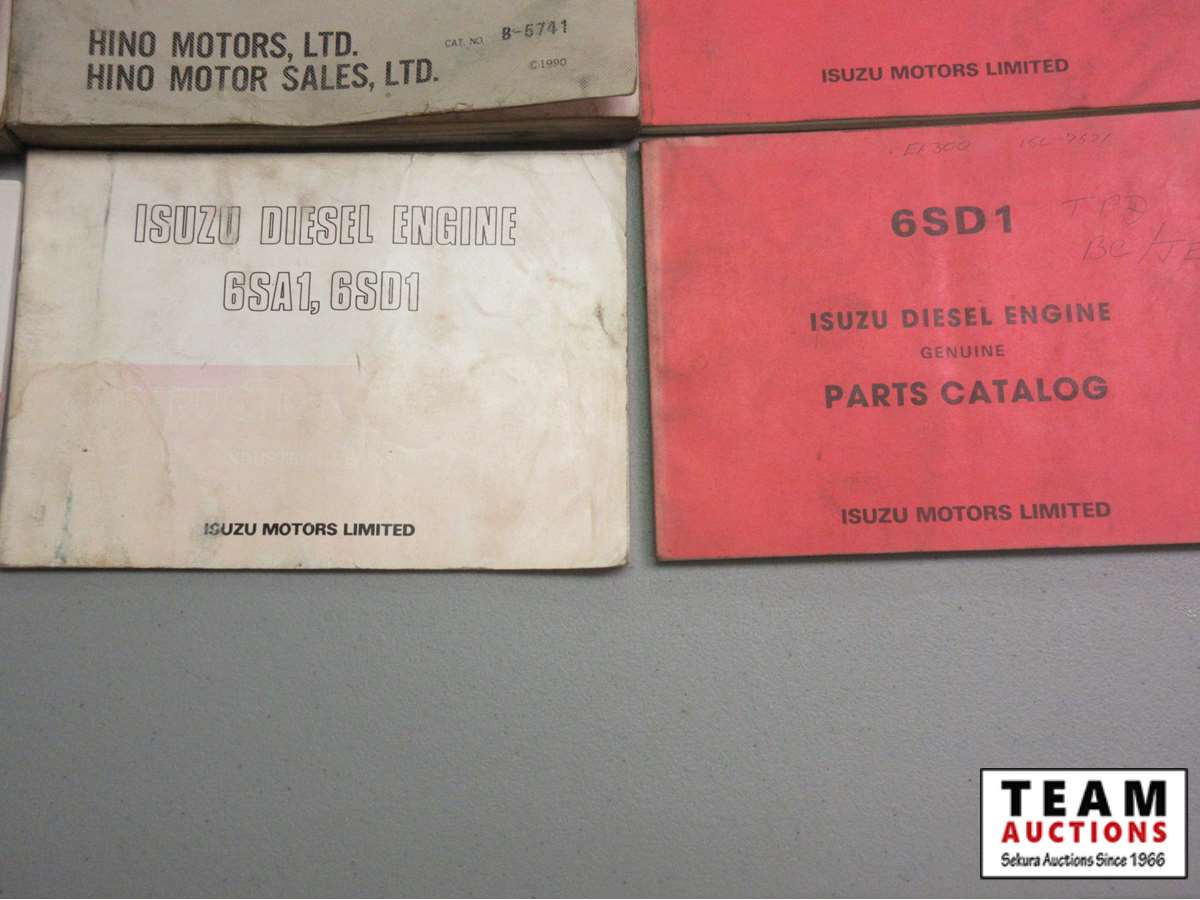 HINO MOTORS, LTD.
HINO MOTOR SALES, LTD.
CAT. NO. B-5741
©1990
ISUZU MOTORS LIMITED
ISUZU DIESEL ENGINE
6SA1, 6SD1
ISUZU MOTORS LIMITED
EX300
6SD1
ISUZU DIESEL ENGINE
GENUINE
PARTS CATALOG
ISUZU MOTORS LIMITED
TEAM
AUCTIONS
Sekura Auctions Since 1966